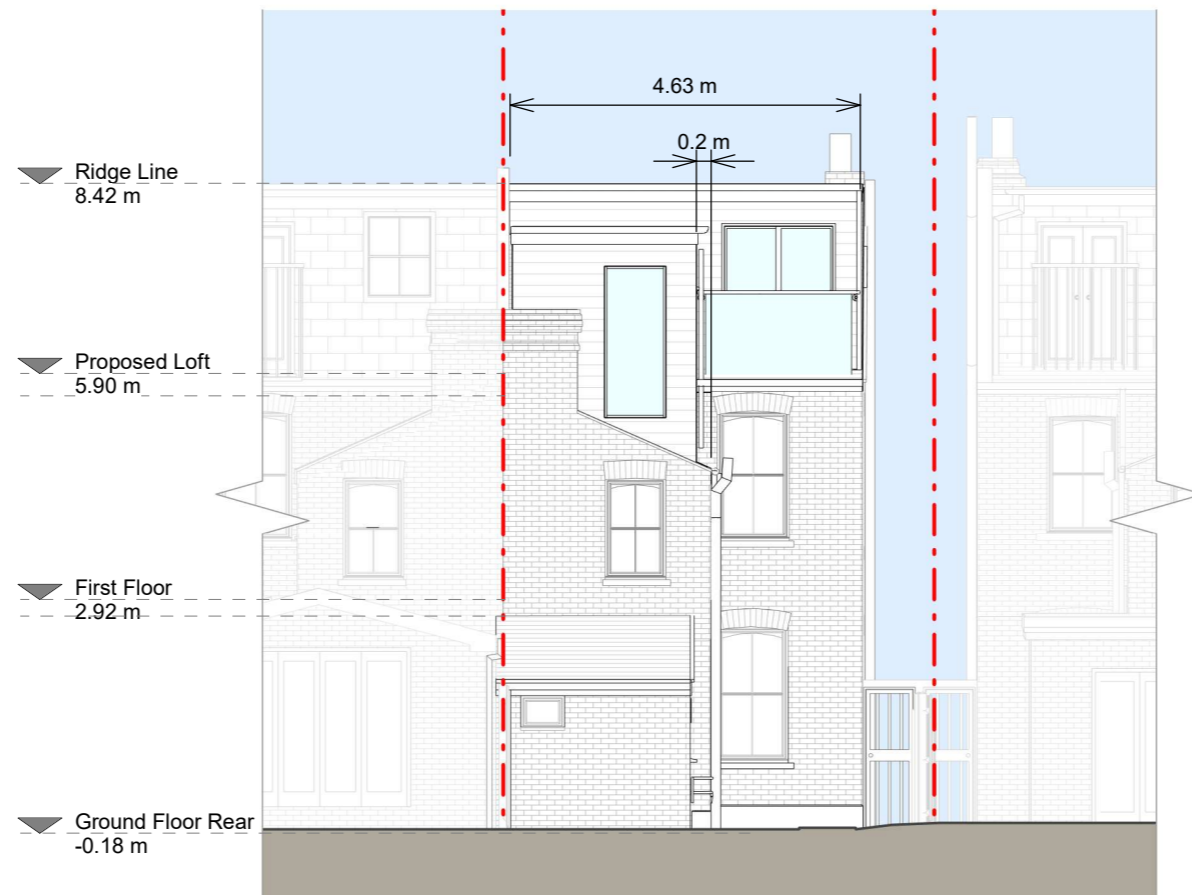 4.63 m
0.2 m
Ridge Line
8.42 m
Proposed Loft
5.90 m
First Floor
2.92 m
Ground Floor Rear
-0.18 m